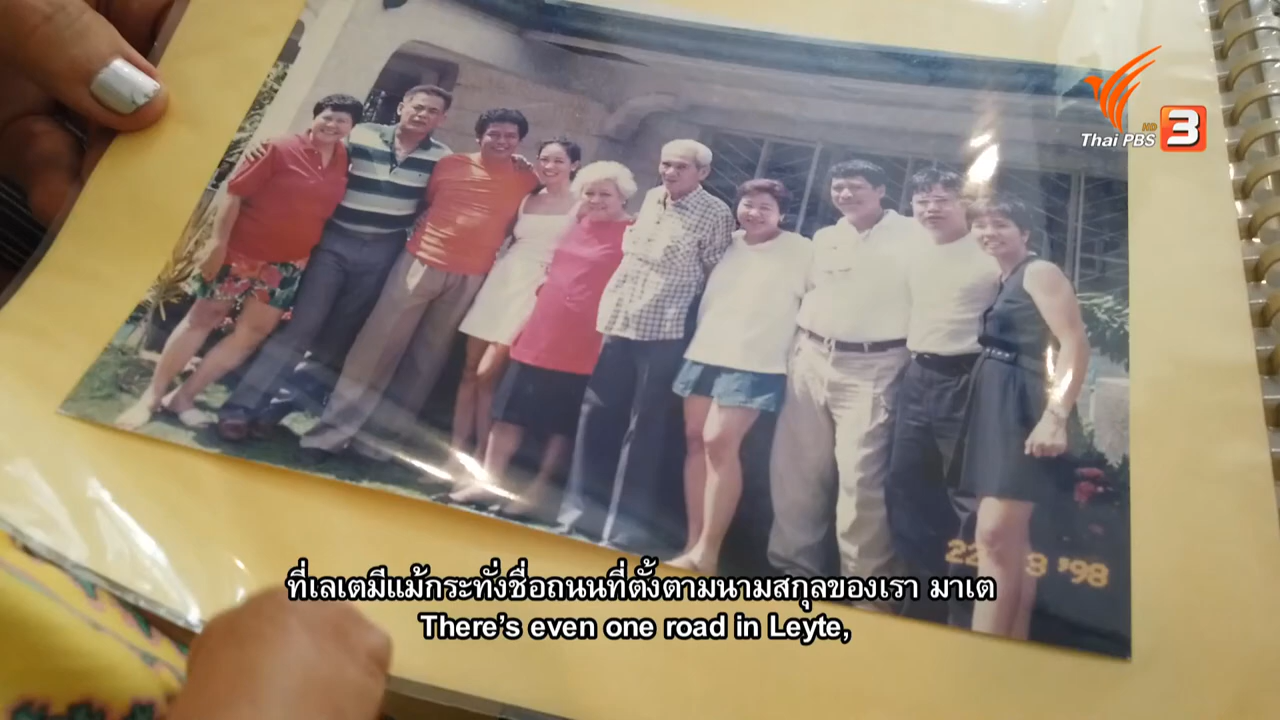 Thai PBS HD 3
22 3 '98
ที่เลเตมีแม้กระทั่งชื่อถนนที่ตั้งตามนามสกุลของเรา มาเต
There's even one road in Leyte,